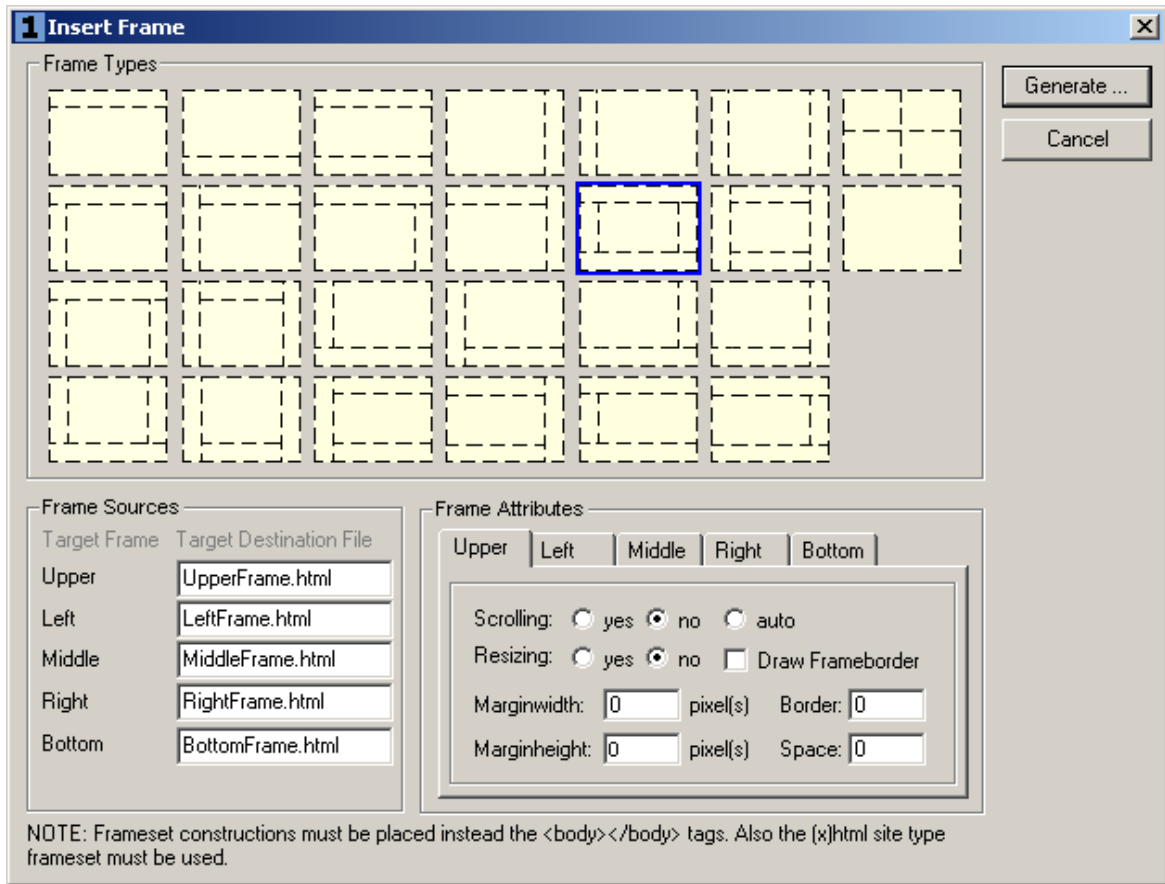 1 Insert Frame
Frame Types
Generate ...
Cancel
Frame Sources
Target Frame Target Destination File
Upper UpperFrame.html
Left LeftFrame.html
Middle MiddleFrame.html
Right RightFrame.html
Bottom BottomFrame.html
Frame Attributes
Upper Left Middle Right Bottom
Scrolling: yes no auto
Resizing: yes no Draw Frameborder
Marginwidth: 0 pixel(s) Border: 0
Marginheight: 0 pixel(s) Space: 0
NOTE: Frameset constructions must be placed instead the <body></body> tags. Also the (x)html site type
frameset must be used.